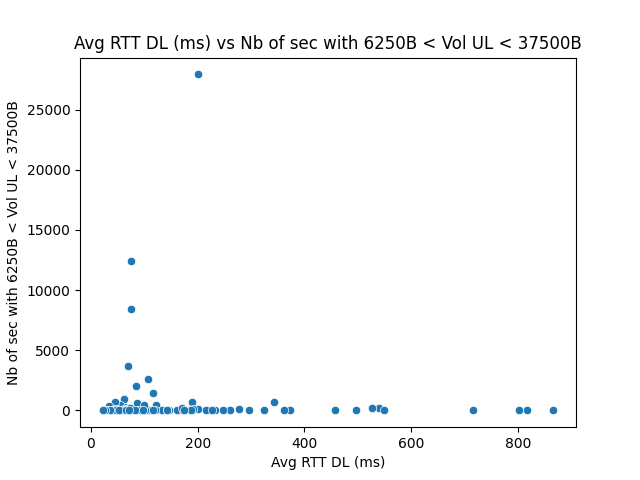 Avg RTT DL (ms) vs Nb of sec with 6250B < Vol UL < 37500B
Nb of sec with 6250B < Vol UL < 37500B
25000
20000
15000
10000
5000
0
0 200 400 600 800
Avg RTT DL (ms)